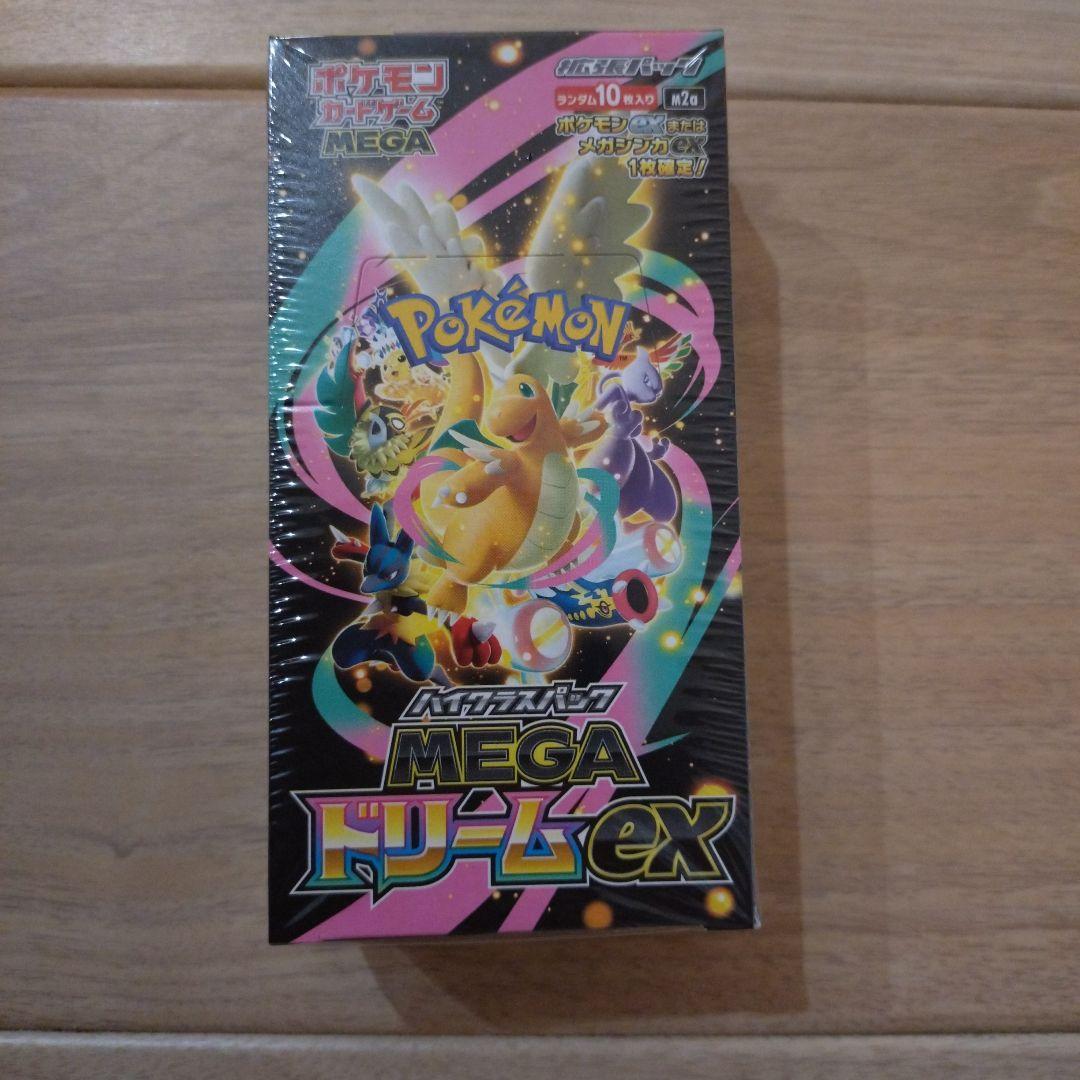 ポケモン
カードゲーム
MEGA
拡張パック
ランダム10枚入り M2a
ポケモンexまたは
メガシンカex
1枚確定!
POKéMON
TM
ハイクラスパック
MEGA
ドリームex